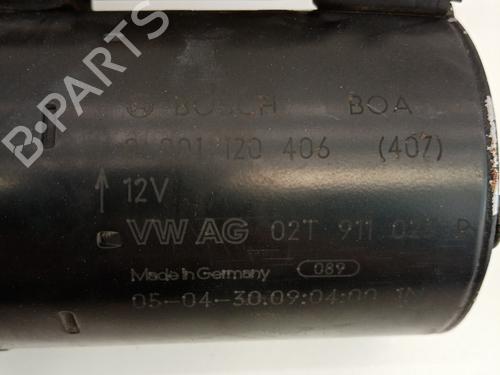 BOSCH BOA
0 001 120 406 (407)
12V
VW AG 02T 911
Made in Germany 089
05-04-30.09:04:00
B-PARTS